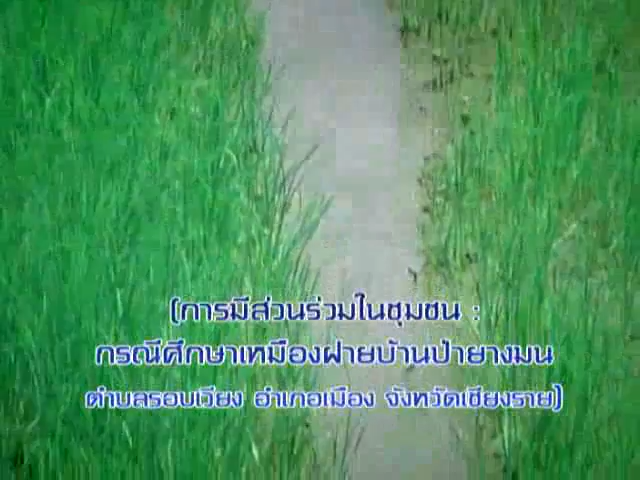 (การมีส่วนร่วมในชุมชน :
กรณีศึกษาเหมืองฝายบ้านป่ายางมน
ตำบลรอบเวียง อำเภอเมือง จังหวัดเชียงราย)